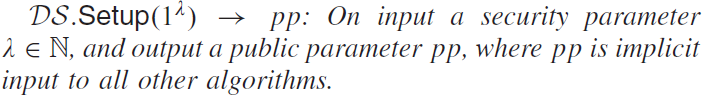 𝒟𝒮.Setup(1^λ) → pp: On input a security parameter
λ ∈ ℕ, and output a public parameter pp, where pp is implicit
input to all other algorithms.